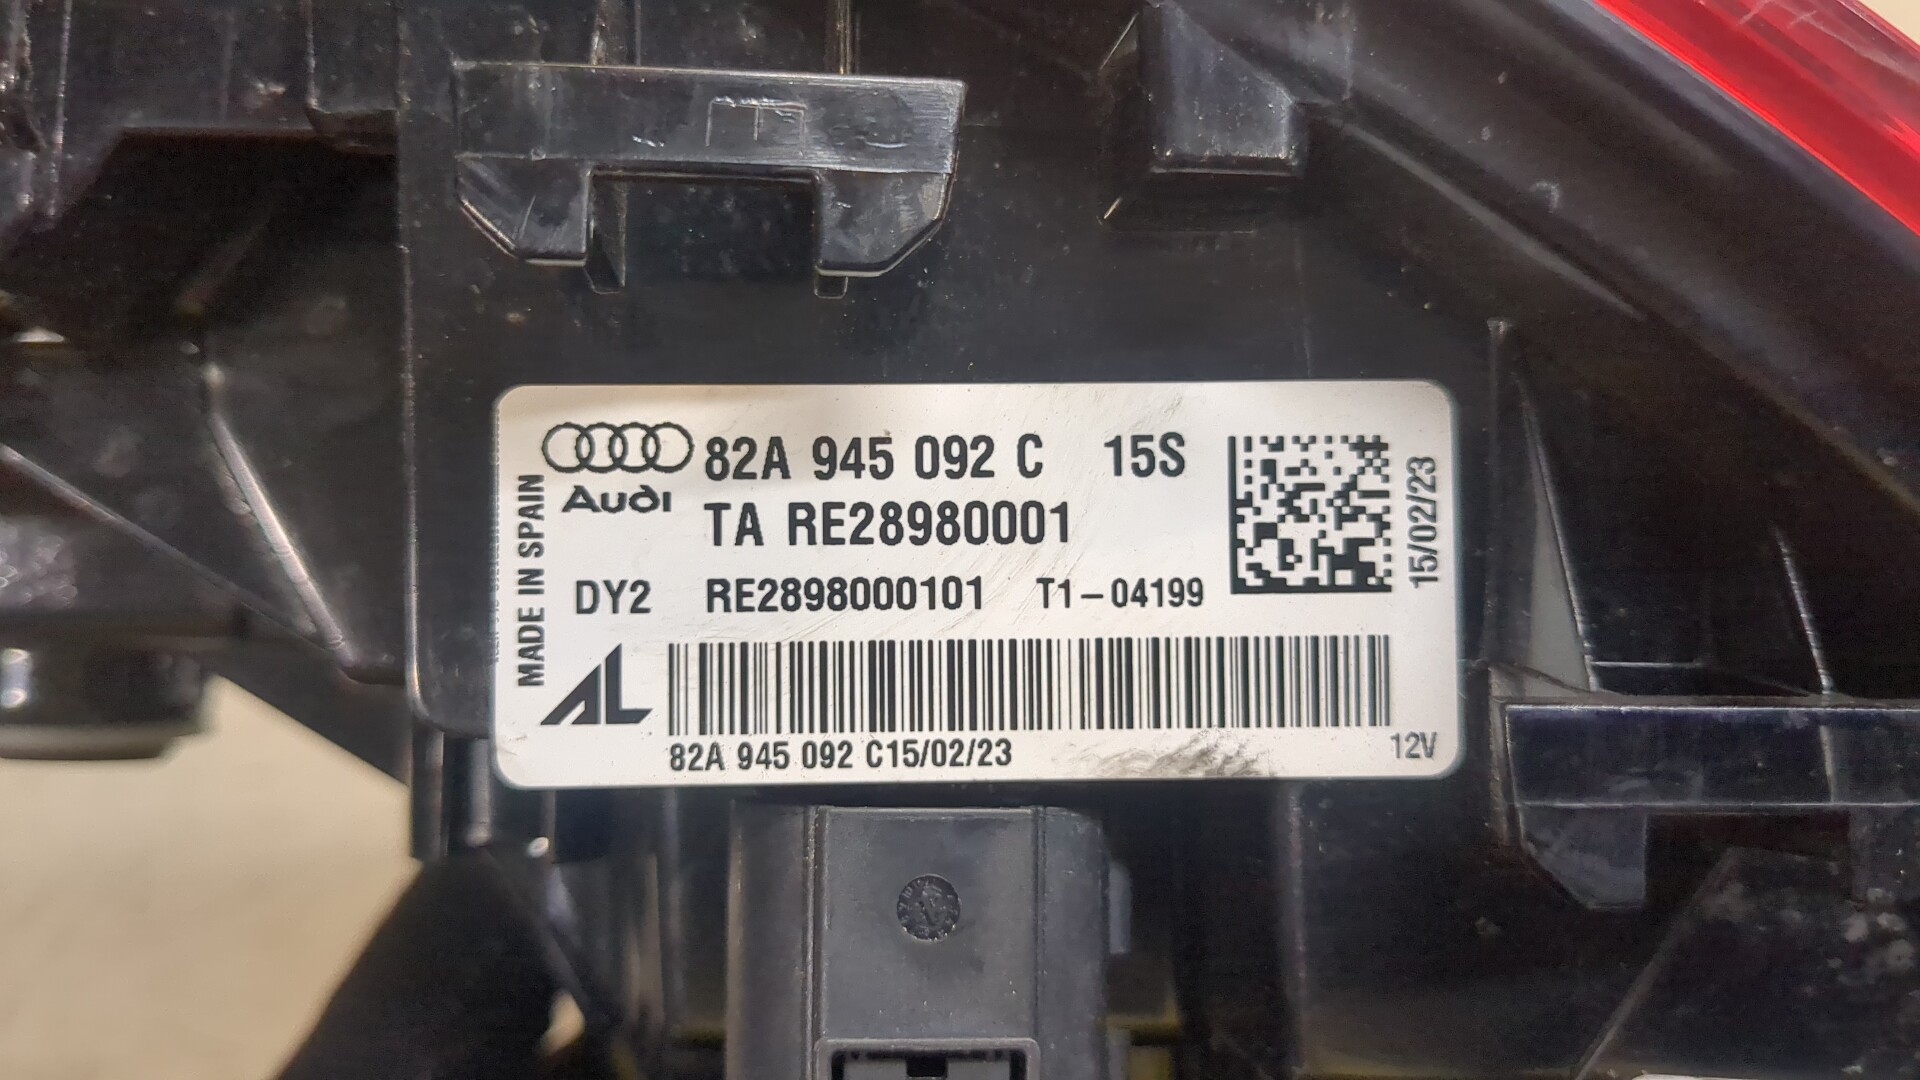 82A 945 092 C 15S
Audi
TA RE28980001
DY2 RE2898000101 T1-04199
AL
82A 945 092 C15/02/23
12V
MADE IN SPAIN
15/02/23